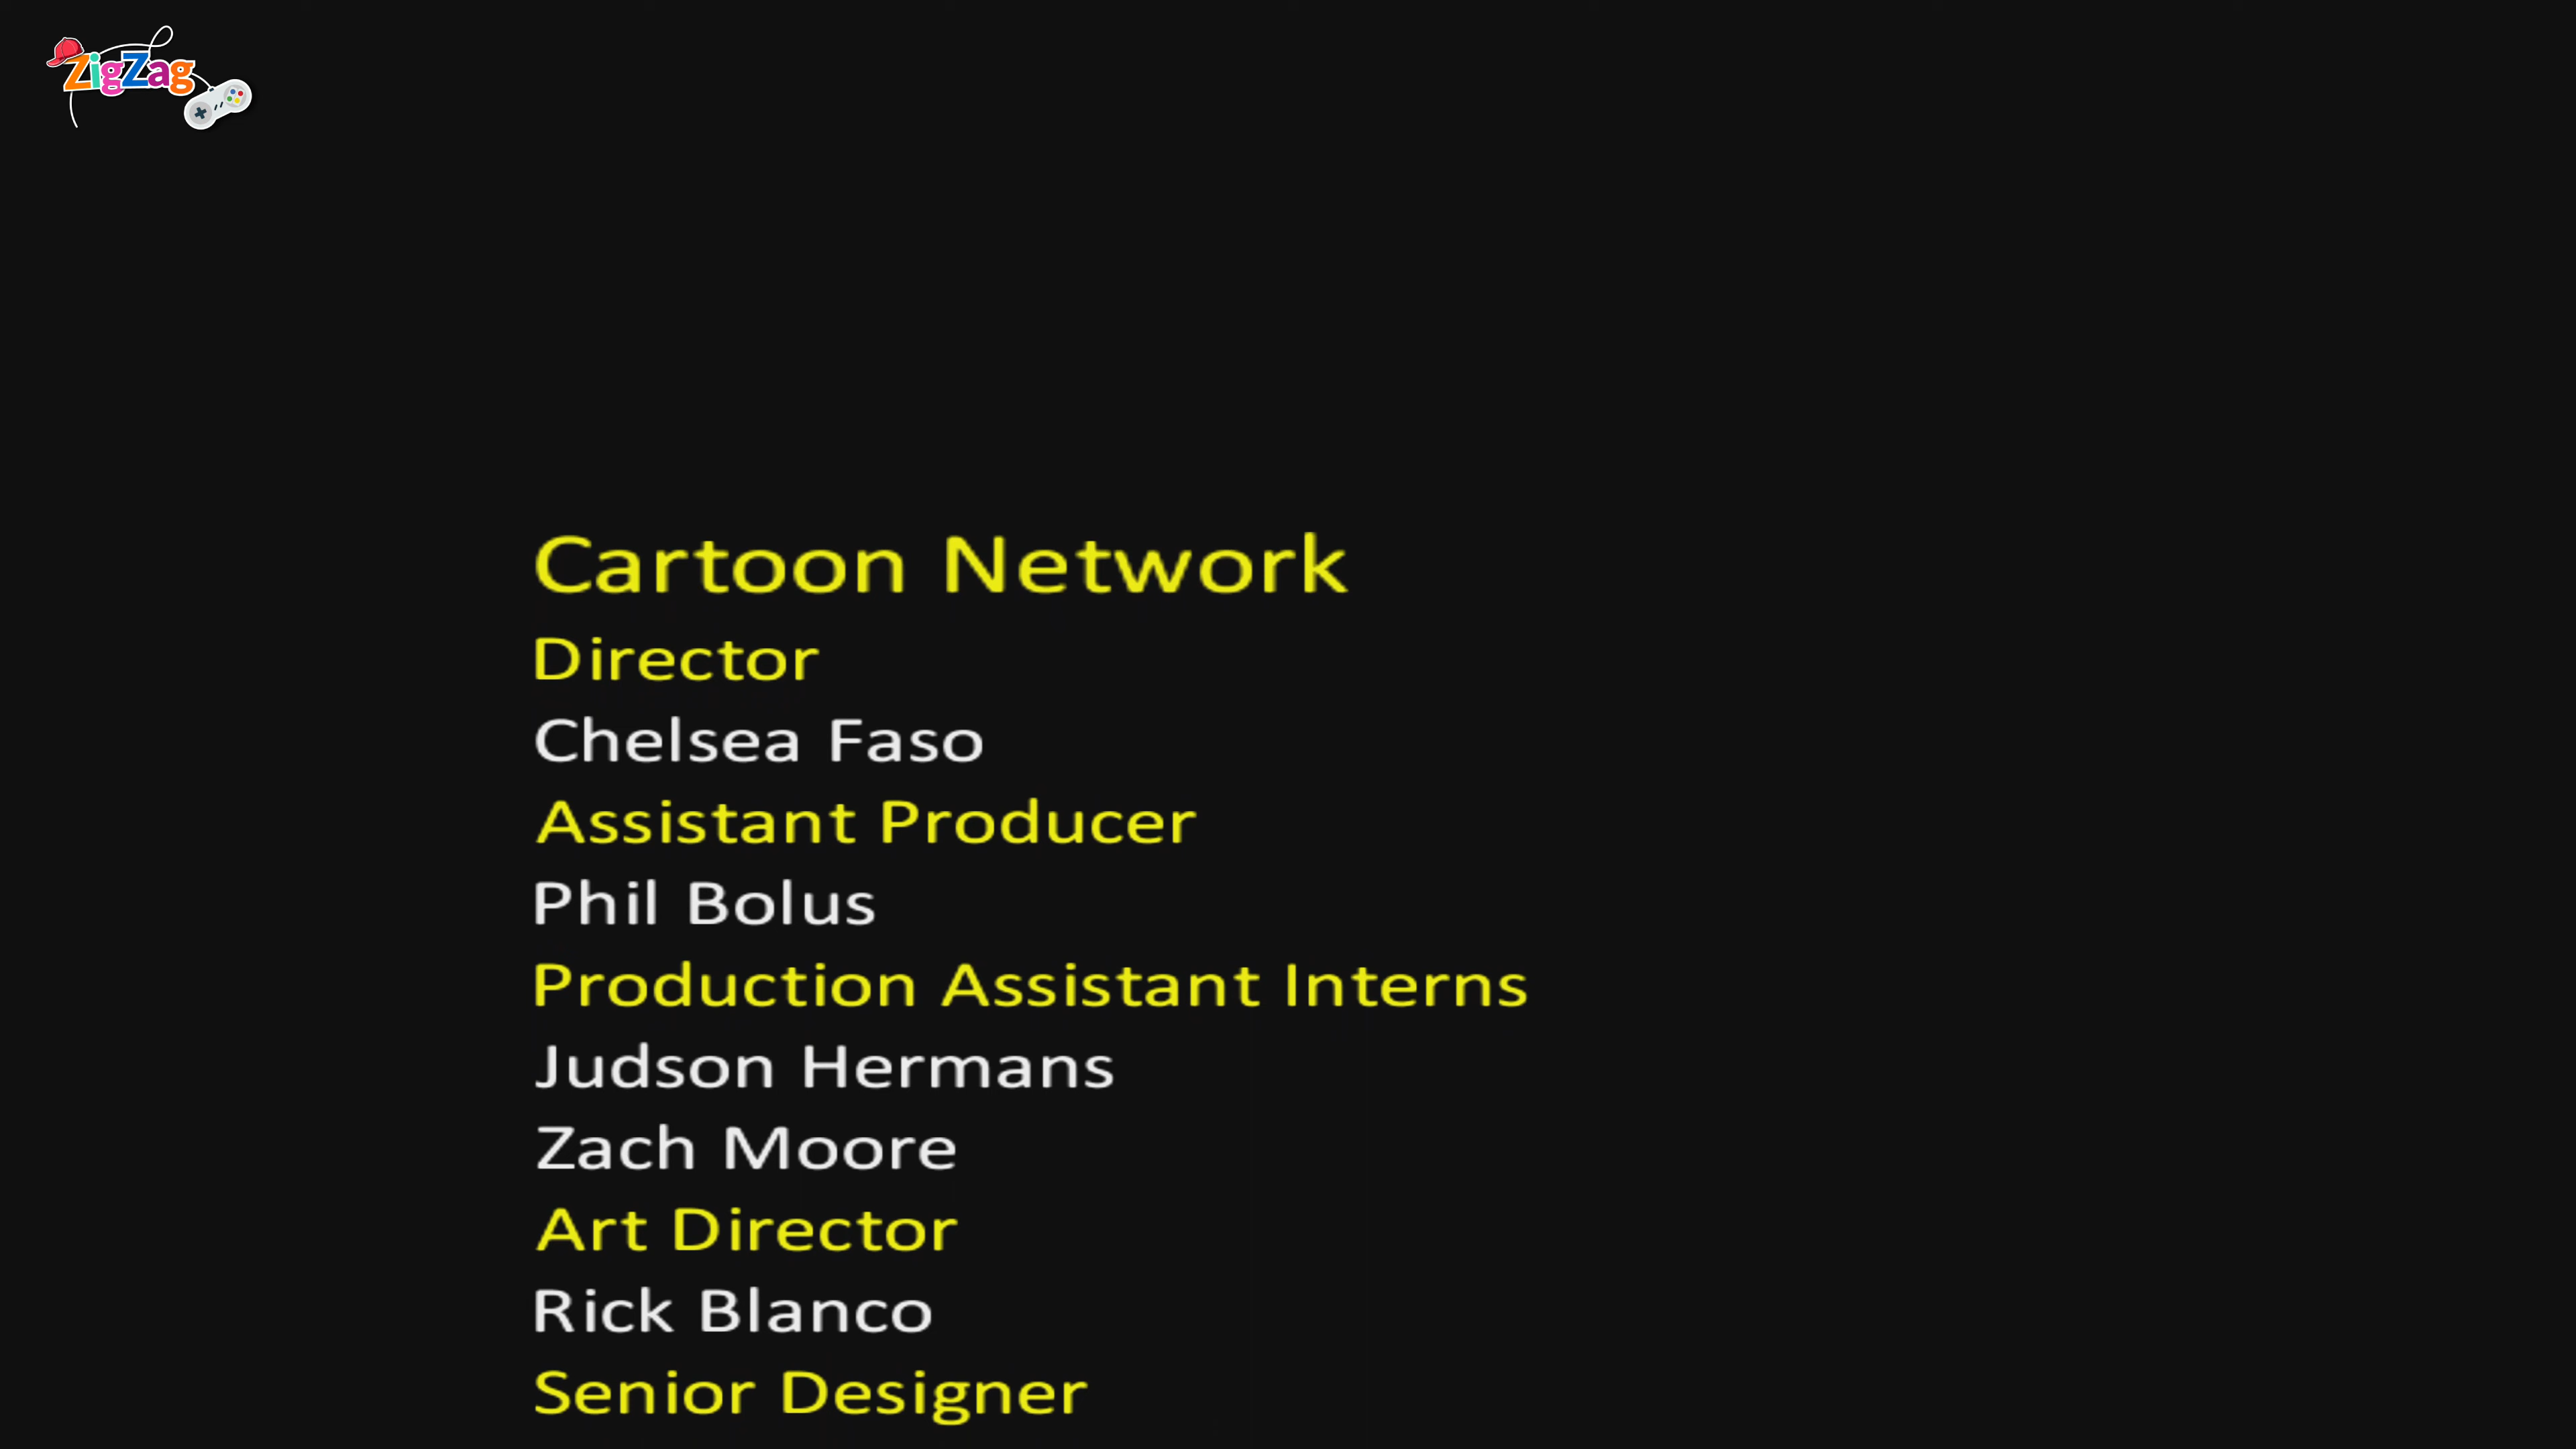 ZigZag
Cartoon Network
Director
Chelsea Faso
Assistant Producer
Phil Bolus
Production Assistant Interns
Judson Hermans
Zach Moore
Art Director
Rick Blanco
Senior Designer